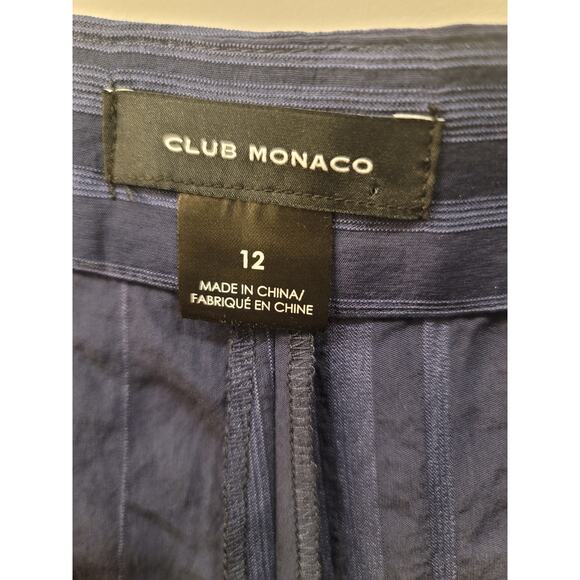 CLUB MONACO
12
MADE IN CHINA/
FABRIQUÉ EN CHINE